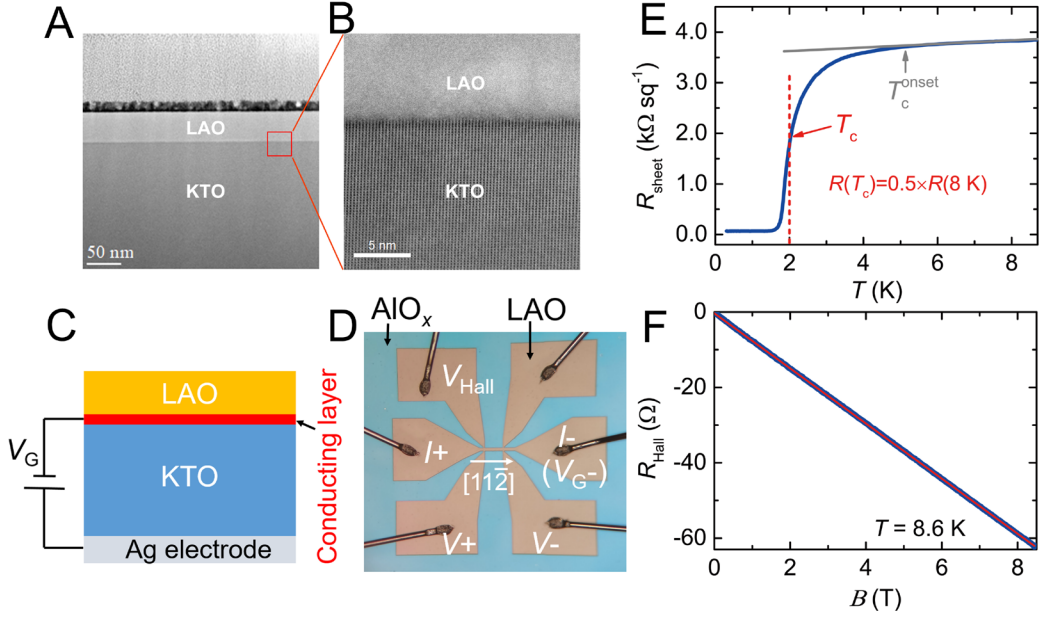 A
LAO
KTO
50 nm
B
LAO
KTO
5 nm
C
LAO
KTO
Ag electrode
V_G
Conducting layer
D
AlOₓ
LAO
V_Hall
I+
I-
(V_G-)
[112̅]
V+
V-
E
R_sheet (kΩ sq⁻¹)
4.0
3.0
2.0
1.0
0.0
T_c^onset
T_c
R(T_c)=0.5×R(8 K)
0 2 4 6 8
T (K)
F
R_Hall (Ω)
0
-20
-40
-60
T = 8.6 K
0 2 4 6 8
B (T)